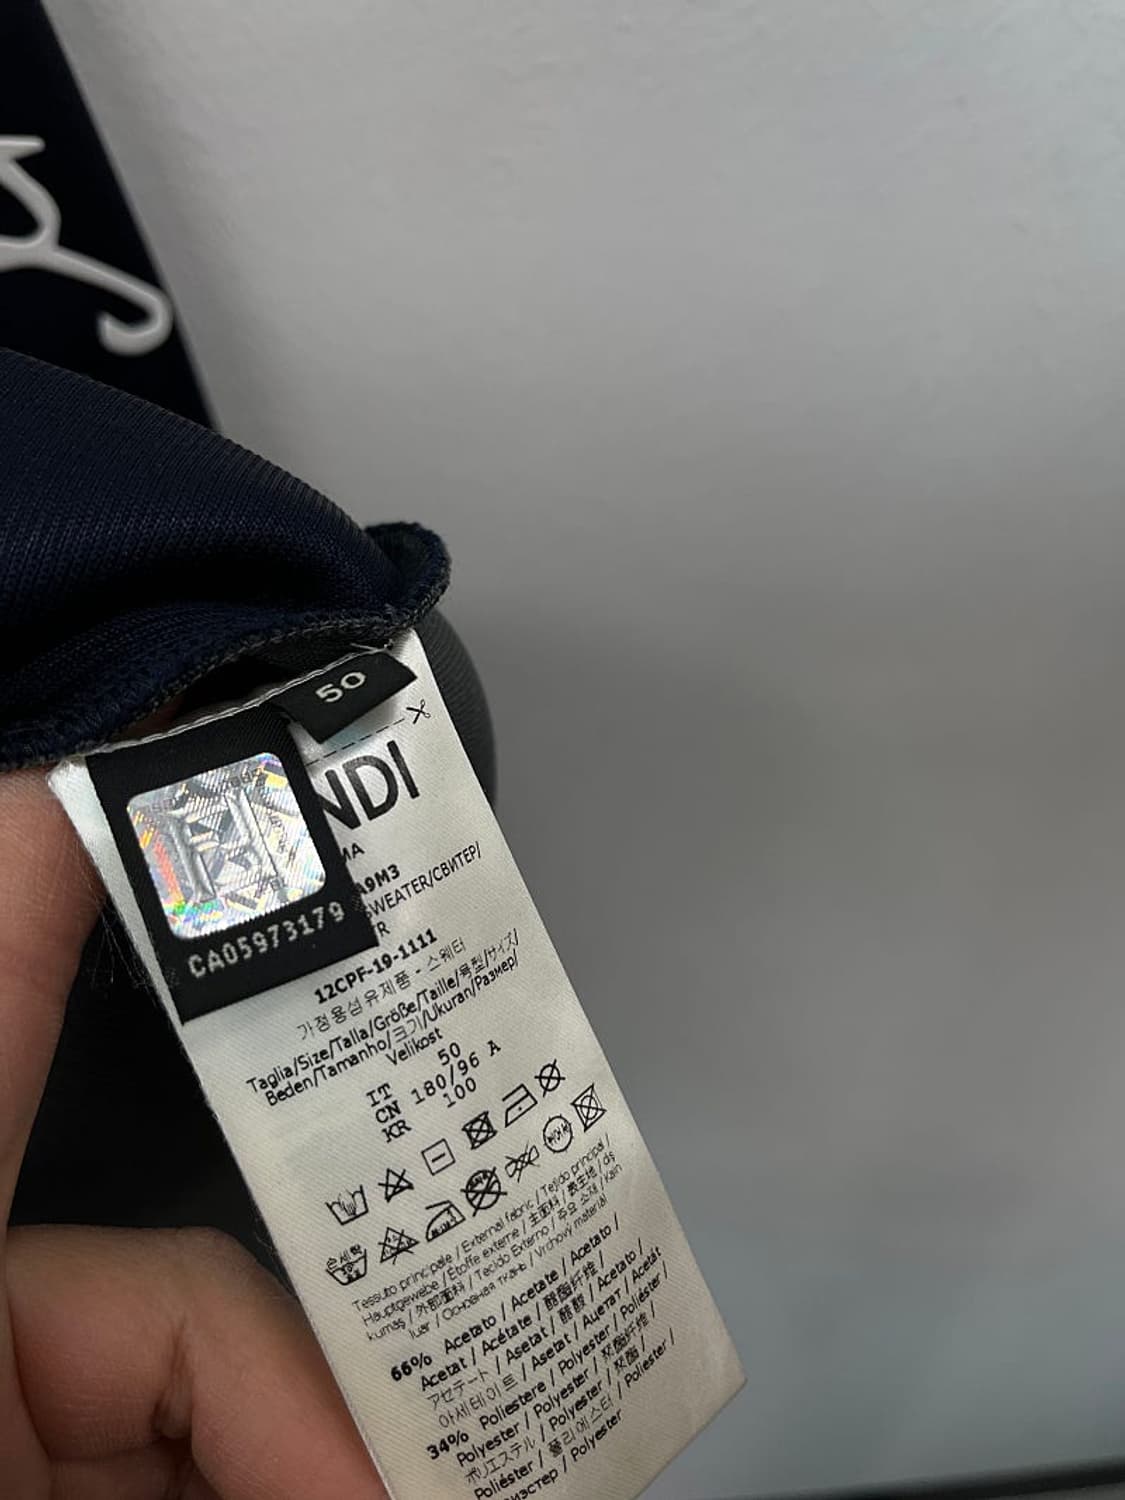 50
NDI
MA
A9M3
SWEATER/СВИТЕР/
R
CA05973179
12CPF-19-1111
가정용섬유제품 - 스웨터
Taglia/Size/Talla/Größe/Taille/号型/サイズ/
Beden/Tamanho/크기/Ukuran/Размер/
Velikost
IT 50
CN 180/96 A
KR 100
손세탁
30°C
Tessuto principale / External fabric / Tejido principal /
Hauptgewebe / Étoffe externe / 主面料 / 表生地 / dış
kumaş / 外部面料 / Tecido Externo / 주요 소재 / Kain
luar / Основная ткань / Vrchový materiál
66% Acetato / Acetate / Acetato /
Acetat / Acétate / 醋酯纤维 /
アセテート / Asetat / 醋酸 / Acetato /
아세테이트 / Asetat / Ацетат / Acetát
34% Poliestere / Polyester / Poliéster /
Polyester / Polyester / 聚酯纤维 /
ポリエステル / Polyester / 聚酯 /
Poliéster / 폴리에스터 / Poliester /
Polyester